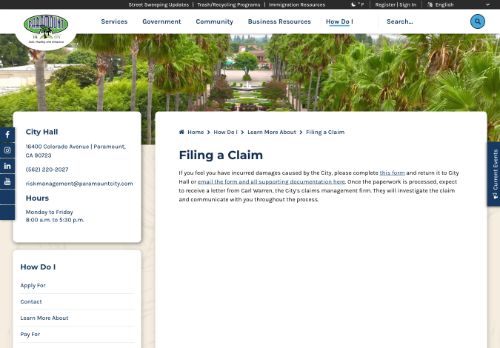 Street Sweeping Updates | Trash/Recycling Programs | Immigration Resources
°F | Register | Sign In | English
PARAMOUNT
Services Government Community Business Resources How Do I Search...
City Hall
16400 Colorado Avenue | Paramount, CA 90723
(562) 220-2027
riskmanagement@paramountcity.com
Hours
Monday to Friday
8:00 a.m. to 5:30 p.m.
How Do I
Apply For
Contact
Learn More About
Pay For
Home > How Do I > Learn More About > Filing a Claim
Filing a Claim
If you feel you have incurred damages caused by the City, please complete this form and return it to City
Hall or email the form and all supporting documentation here. Once the paperwork is processed, expect
to receive a letter from Carl Warren, the City's claims management firm. They will investigate the claim
and communicate with you throughout the process.
Current Events